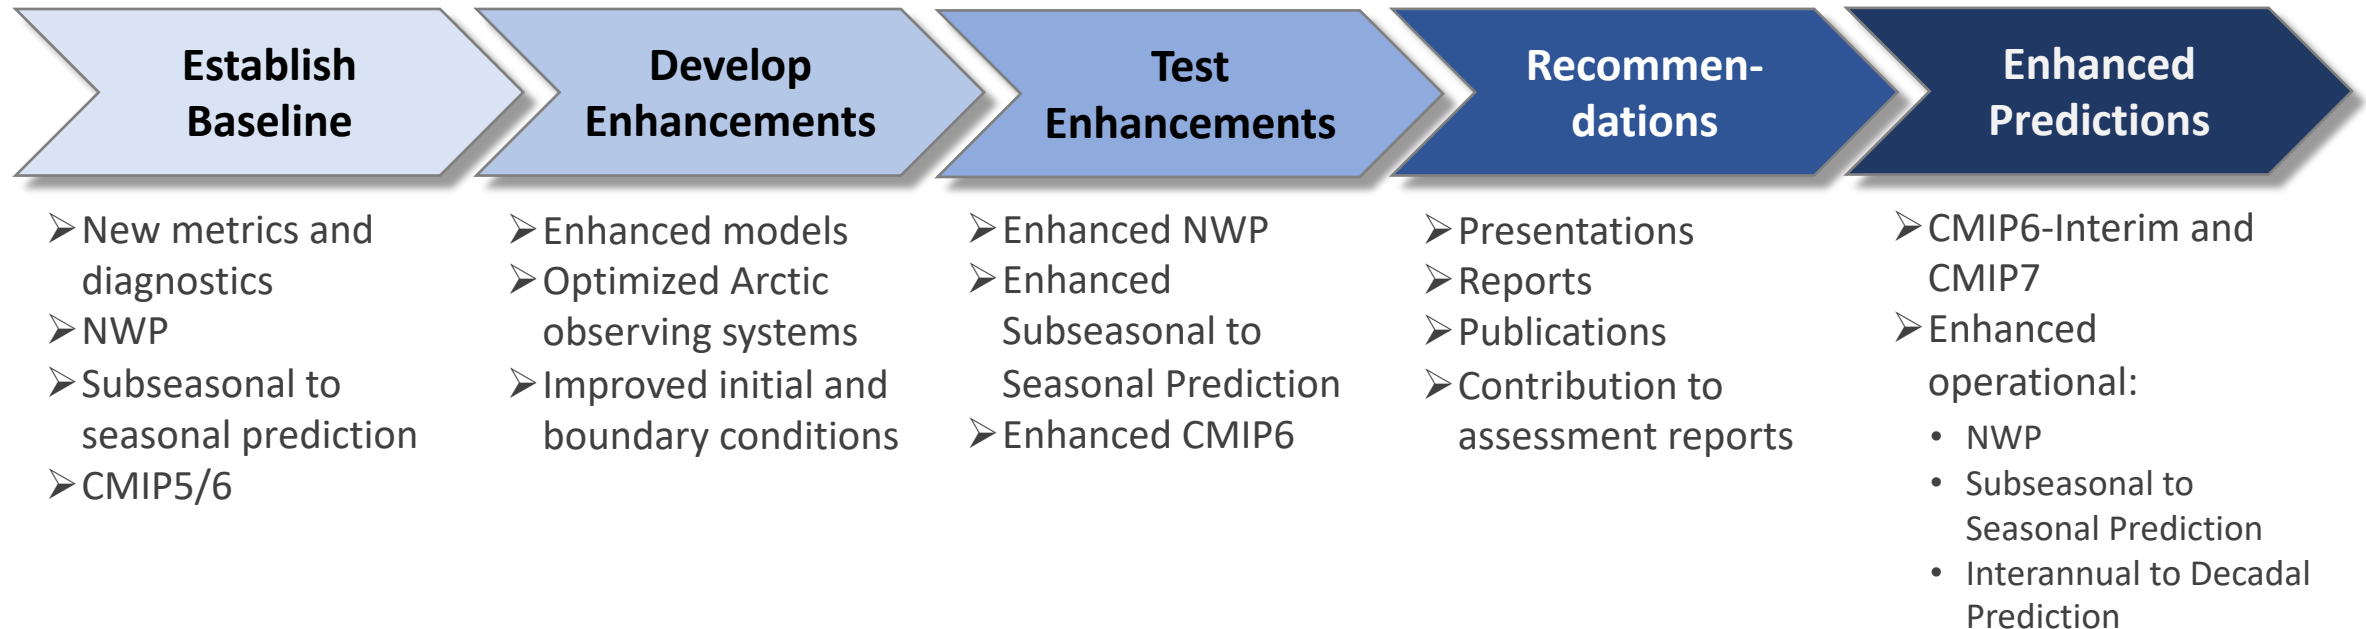 Establish
Baseline
Develop
Enhancements
Test
Enhancements
Recommen-
dations
Enhanced
Predictions
➢New metrics and
diagnostics
➢NWP
➢Subseasonal to
seasonal prediction
➢CMIP5/6
➢Enhanced models
➢Optimized Arctic
observing systems
➢Improved initial and
boundary conditions
➢Enhanced NWP
➢Enhanced
Subseasonal to
Seasonal Prediction
➢Enhanced CMIP6
➢Presentations
➢Reports
➢Publications
➢Contribution to
assessment reports
➢CMIP6-Interim and
CMIP7
➢Enhanced
operational:
• NWP
• Subseasonal to
Seasonal Prediction
• Interannual to Decadal
Prediction